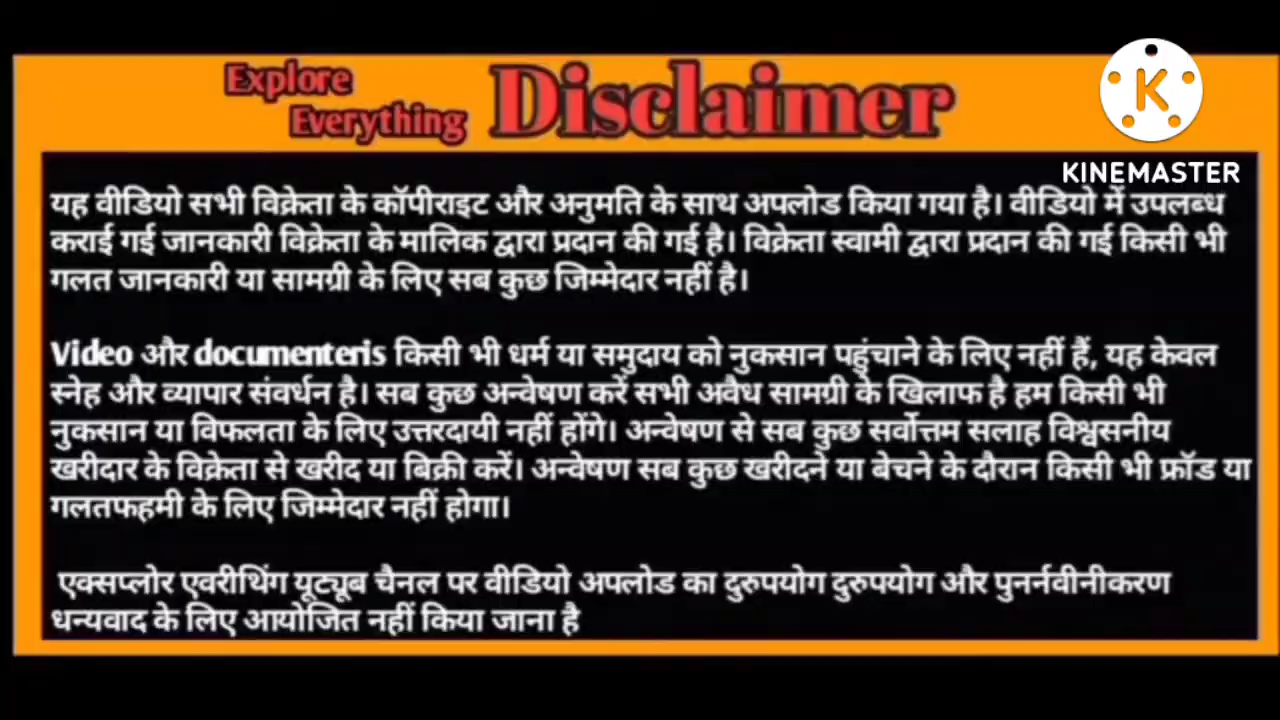 Explore
Everything
Disclaimer
KINEMASTER
यह वीडियो सभी विक्रेता के कॉपीराइट और अनुमति के साथ अपलोड किया गया है। वीडियो में उपलब्ध
कराई गई जानकारी विक्रेता के मालिक द्वारा प्रदान की गई है। विक्रेता स्वामी द्वारा प्रदान की गई किसी भी
गलत जानकारी या सामग्री के लिए सब कुछ जिम्मेदार नहीं है।
Video और documenteris किसी भी धर्म या समुदाय को नुकसान पहुंचाने के लिए नहीं हैं, यह केवल
स्नेह और व्यापार संवर्धन है। सब कुछ अन्वेषण करें सभी अवैध सामग्री के खिलाफ है हम किसी भी
नुकसान या विफलता के लिए उत्तरदायी नहीं होंगे। अन्वेषण से सब कुछ सर्वोत्तम सलाह विश्वसनीय
खरीदार के विक्रेता से खरीद या बिक्री करें। अन्वेषण सब कुछ खरीदने या बेचने के दौरान किसी भी फ्रॉड या
गलतफहमी के लिए जिम्मेदार नहीं होगा।
एक्सप्लोर एवरीथिंग यूट्यूब चैनल पर वीडियो अपलोड का दुरुपयोग दुरुपयोग और पुनर्नवीनीकरण
धन्यवाद के लिए आयोजित नहीं किया जाना है